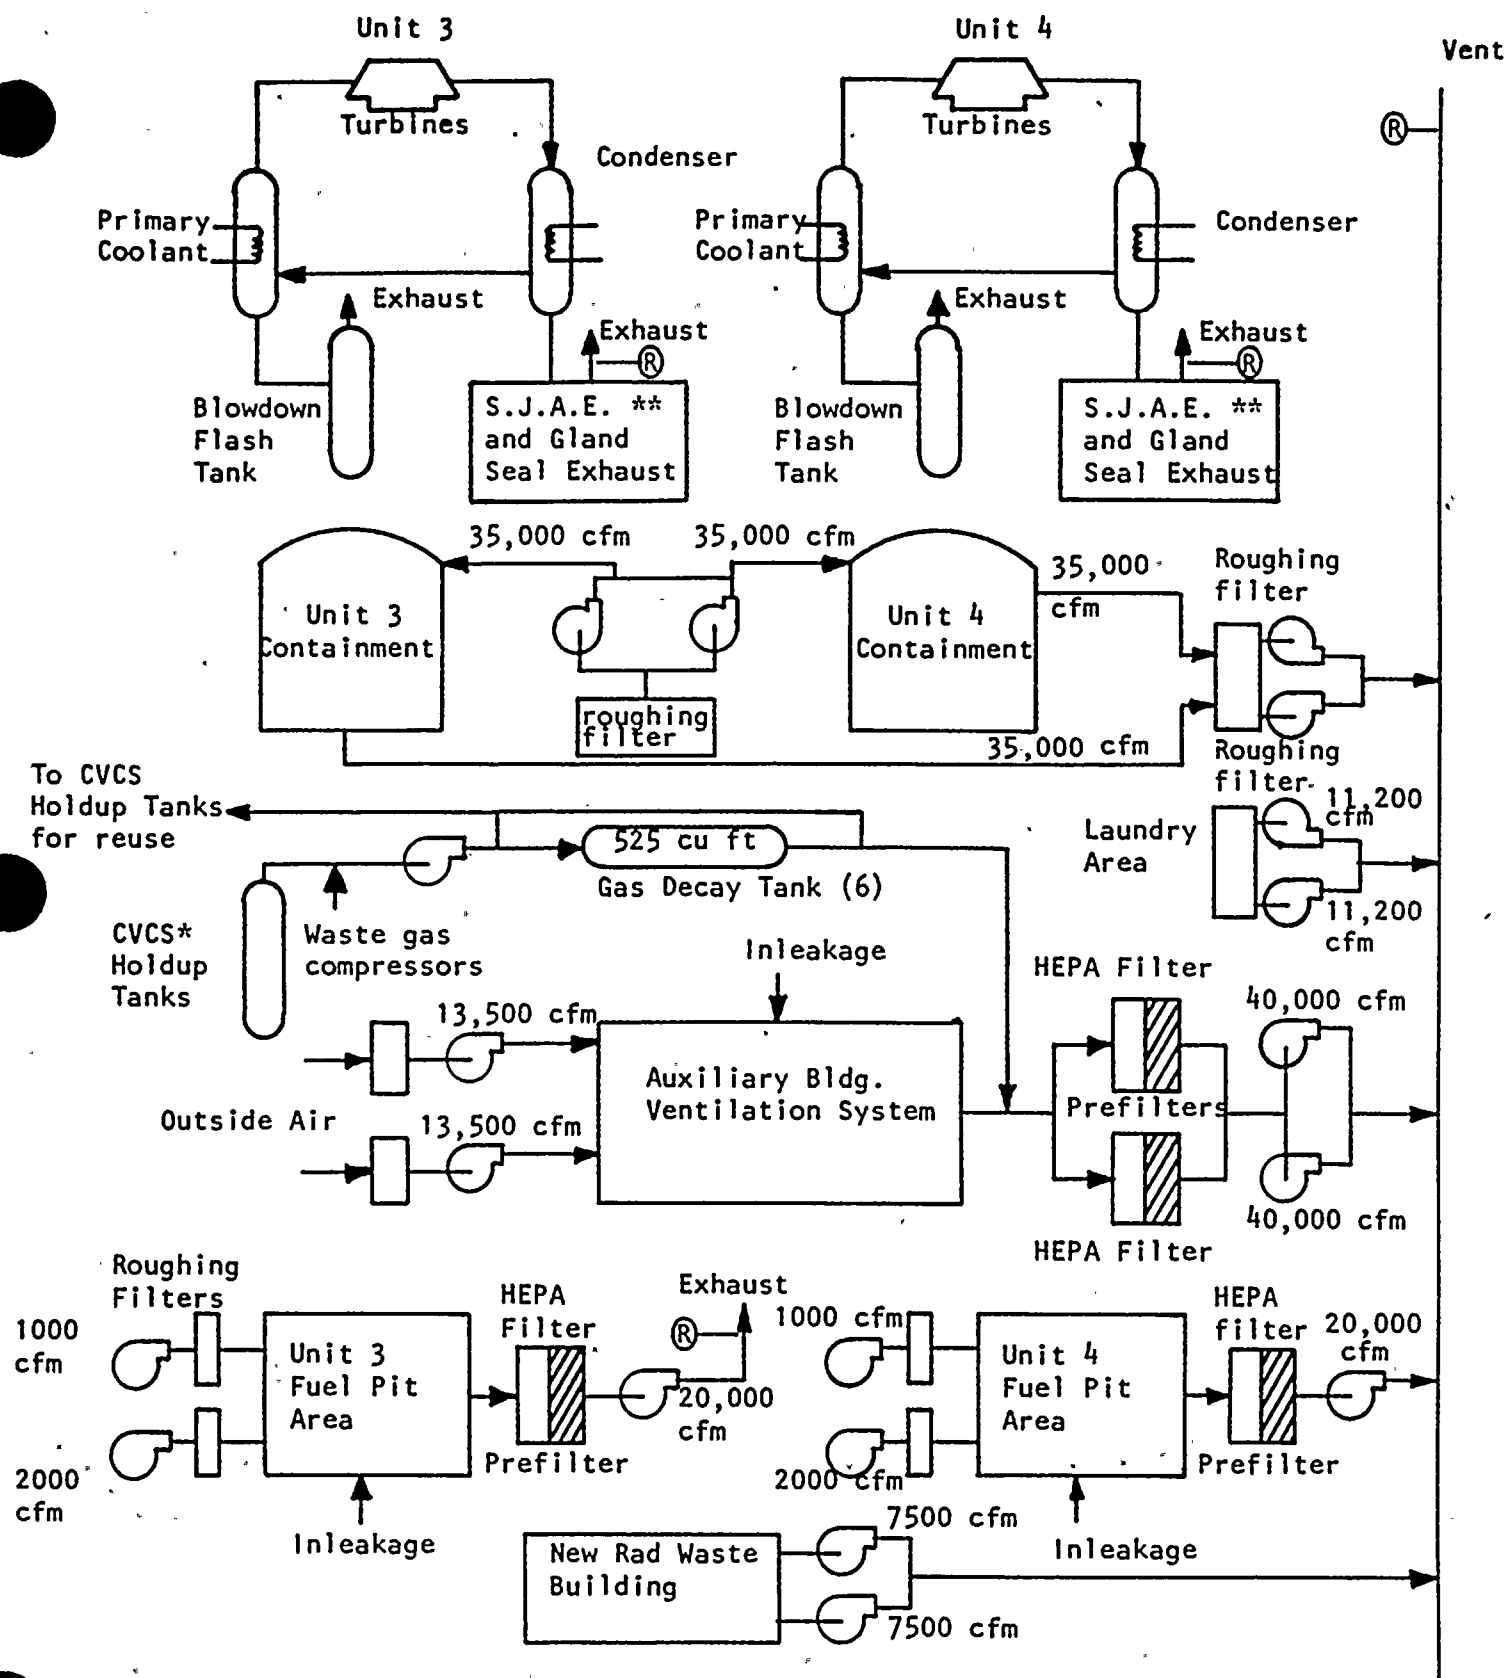 Unit 3
Unit 4
Vent
R
Turbines
Turbines
Condenser
Primary
Coolant
Primary
Coolant
Condenser
Exhaust
Exhaust
Exhaust
R
Exhaust
R
Blowdown
Flash
Tank
S.J.A.E. **
and Gland
Seal Exhaust
Blowdown
Flash
Tank
S.J.A.E. **
and Gland
Seal Exhaust
35,000 cfm
35,000 cfm
35,000
cfm
Roughing
filter
Unit 3
Containment
Unit 4
Containment
roughing
filter
35,000 cfm
Roughing
filter
To CVCS
Holdup Tanks
for reuse
525 cu ft
Gas Decay Tank (6)
Laundry
Area
11,200
cfm
11,200
cfm
CVCS*
Holdup
Tanks
Waste gas
compressors
Inleakage
HEPA Filter
40,000 cfm
13,500 cfm
Auxiliary Bldg.
Ventilation System
Prefilters
Outside Air
13,500 cfm
40,000 cfm
HEPA Filter
Roughing
Filters
1000
cfm
Unit 3
Fuel Pit
Area
HEPA
Filter
Exhaust
R
20,000
cfm
Prefilter
2000
cfm
Inleakage
1000 cfm
Unit 4
Fuel Pit
Area
HEPA
filter
20,000
cfm
Prefilter
2000 cfm
Inleakage
New Rad Waste
Building
7500 cfm
7500 cfm